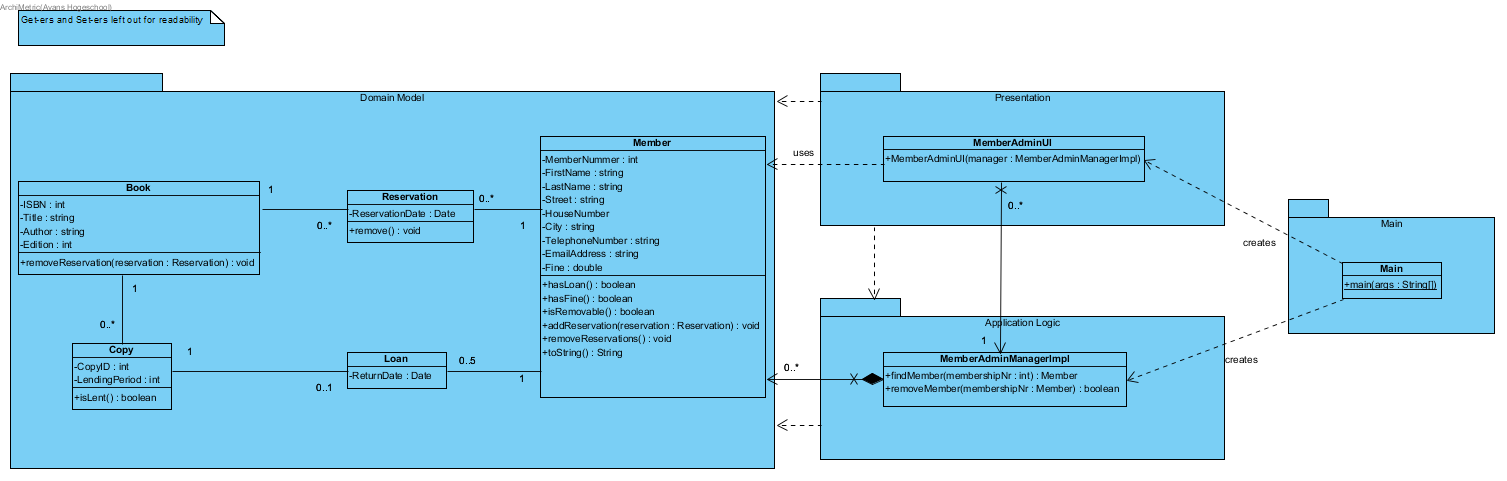 ArchiMetric(Avans Hogeschool)
Get-ers and Set-ers left out for readability
Domain Model
Book
-ISBN : int
-Title : string
-Author : string
-Edition : int
+removeReservation(reservation : Reservation) : void
1
0..*
Reservation
-ReservationDate : Date
+remove() : void
0..*
1
Member
-MemberNummer : int
-FirstName : string
-LastName : string
-Street : string
-HouseNumber
-City : string
-TelephoneNumber : string
-EmailAddress : string
-Fine : double
+hasLoan() : boolean
+hasFine() : boolean
+isRemovable() : boolean
+addReservation(reservation : Reservation) : void
+removeReservations() : void
+toString() : String
1
0..*
Copy
-CopyID : int
-LendingPeriod : int
+isLent() : boolean
1
0..1
Loan
-ReturnDate : Date
0..5
1
Presentation
uses
MemberAdminUI
+MemberAdminUI(manager : MemberAdminManagerImpl)
0..*
1
Application Logic
0..*
MemberAdminManagerImpl
+findMember(membershipNr : int) : Member
+removeMember(membershipNr : Member) : boolean
creates
creates
Main
Main
+main(args : String[])